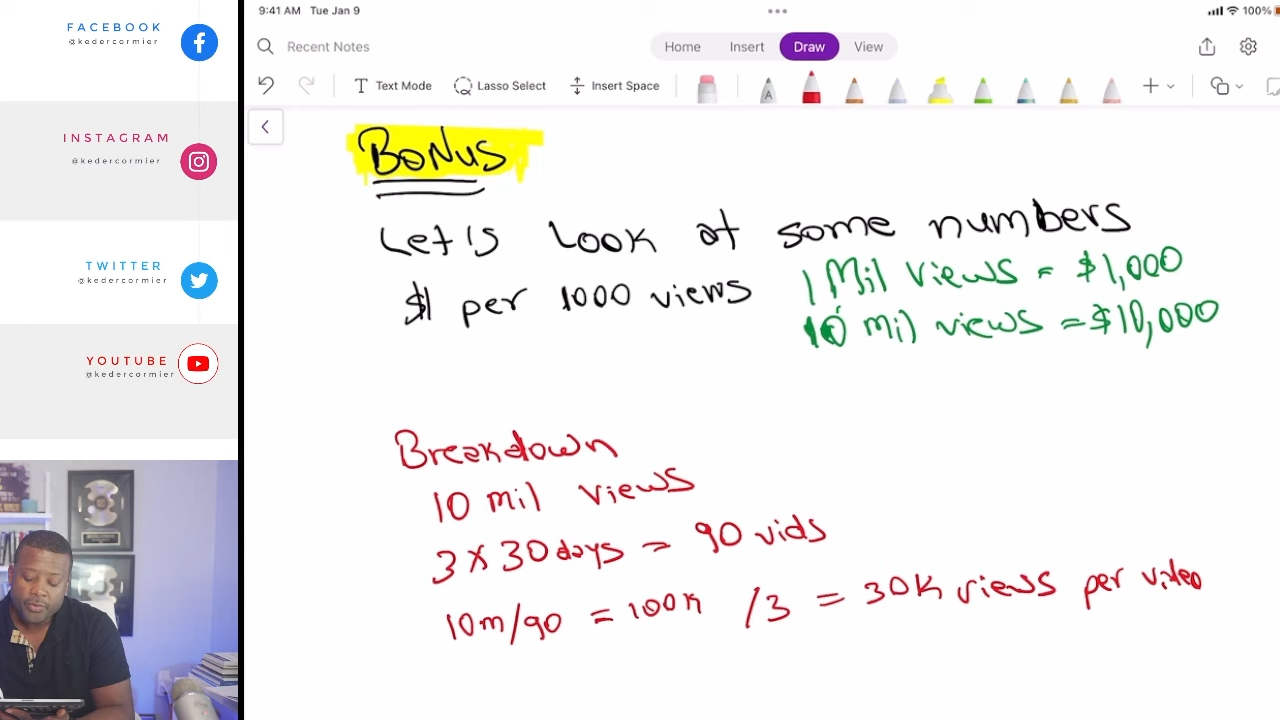 FACEBOOK
@kedercormier
INSTAGRAM
@kedercormier
TWITTER
@kedercormier
YOUTUBE
@kedercormier
9:41 AM Tue Jan 9
100%
Recent Notes
Home Insert Draw View
Text Mode Lasso Select Insert Space
A
BONUS
Let's Look at some numbers
$1 per 1000 views
1 Mil views = $1,000
10 mil views = $10,000
Breakdown
10 mil views
3 x 30 days = 90 vids
10m/90 = 100K /3 = 30K views per video